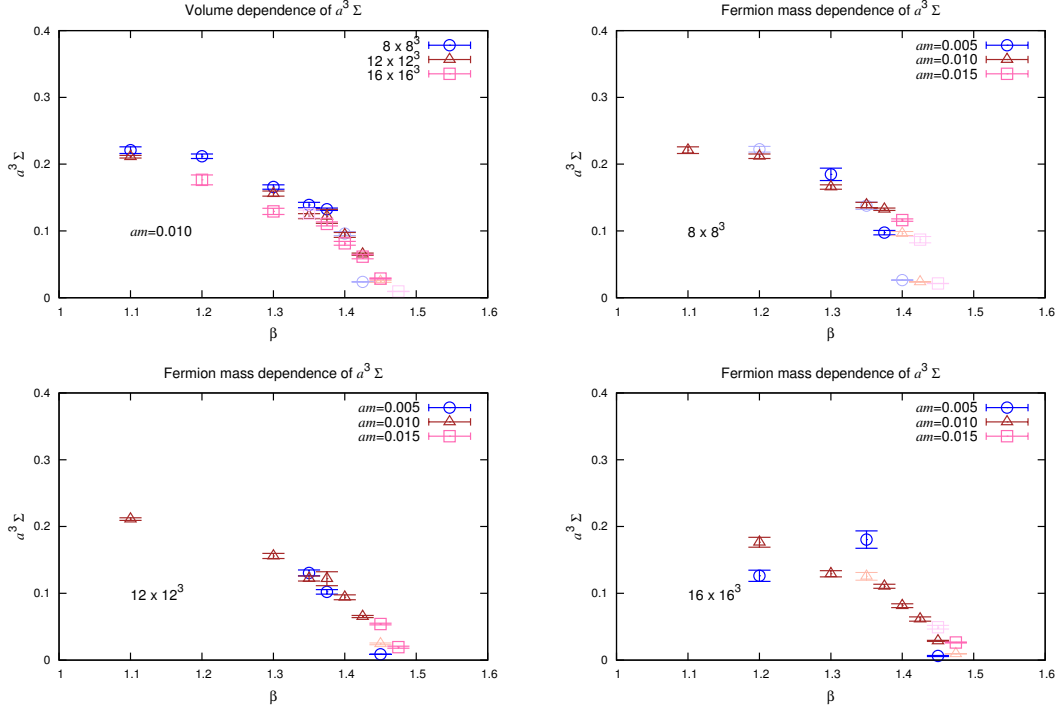 Volume dependence of a³ Σ
0.4
0.3
0.2
0.1
0
1
1.1
1.2
1.3
1.4
1.5
1.6
a³ Σ
β
8 x 8³
12 x 12³
16 x 16³
am=0.010
Fermion mass dependence of a³ Σ
0.4
0.3
0.2
0.1
0
1
1.1
1.2
1.3
1.4
1.5
1.6
a³ Σ
β
am=0.005
am=0.010
am=0.015
8 x 8³
Fermion mass dependence of a³ Σ
0.4
0.3
0.2
0.1
0
1
1.1
1.2
1.3
1.4
1.5
1.6
a³ Σ
β
am=0.005
am=0.010
am=0.015
12 x 12³
Fermion mass dependence of a³ Σ
0.4
0.3
0.2
0.1
0
1
1.1
1.2
1.3
1.4
1.5
1.6
a³ Σ
β
am=0.005
am=0.010
am=0.015
16 x 16³